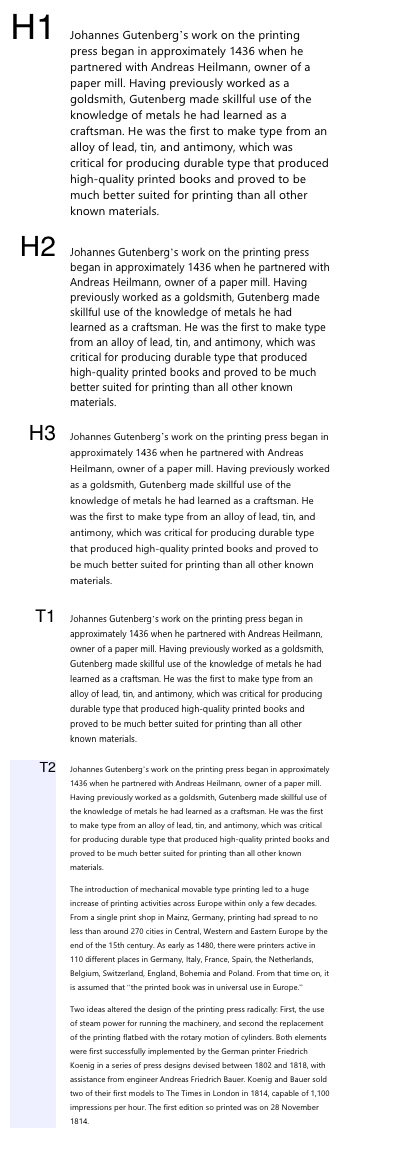 H1
Johannes Gutenberg's work on the printing
press began in approximately 1436 when he
partnered with Andreas Heilmann, owner of a
paper mill. Having previously worked as a
goldsmith, Gutenberg made skillful use of the
knowledge of metals he had learned as a
craftsman. He was the first to make type from an
alloy of lead, tin, and antimony, which was
critical for producing durable type that produced
high-quality printed books and proved to be
much better suited for printing than all other
known materials.
H2
Johannes Gutenberg's work on the printing press
began in approximately 1436 when he partnered with
Andreas Heilmann, owner of a paper mill. Having
previously worked as a goldsmith, Gutenberg made
skillful use of the knowledge of metals he had
learned as a craftsman. He was the first to make type
from an alloy of lead, tin, and antimony, which was
critical for producing durable type that produced
high-quality printed books and proved to be much
better suited for printing than all other known
materials.
H3
Johannes Gutenberg's work on the printing press began in
approximately 1436 when he partnered with Andreas
Heilmann, owner of a paper mill. Having previously worked
as a goldsmith, Gutenberg made skillful use of the
knowledge of metals he had learned as a craftsman. He
was the first to make type from an alloy of lead, tin, and
antimony, which was critical for producing durable type
that produced high-quality printed books and proved to
be much better suited for printing than all other known
materials.
T1
Johannes Gutenberg's work on the printing press began in
approximately 1436 when he partnered with Andreas Heilmann,
owner of a paper mill. Having previously worked as a goldsmith,
Gutenberg made skillful use of the knowledge of metals he had
learned as a craftsman. He was the first to make type from an
alloy of lead, tin, and antimony, which was critical for producing
durable type that produced high-quality printed books and
proved to be much better suited for printing than all other
known materials.
T2
Johannes Gutenberg's work on the printing press began in approximately
1436 when he partnered with Andreas Heilmann, owner of a paper mill.
Having previously worked as a goldsmith, Gutenberg made skillful use of
the knowledge of metals he had learned as a craftsman. He was the first
to make type from an alloy of lead, tin, and antimony, which was critical
for producing durable type that produced high-quality printed books and
proved to be much better suited for printing than all other known
materials.
The introduction of mechanical movable type printing led to a huge
increase of printing activities across Europe within only a few decades.
From a single print shop in Mainz, Germany, printing had spread to no
less than around 270 cities in Central, Western and Eastern Europe by the
end of the 15th century. As early as 1480, there were printers active in
110 different places in Germany, Italy, France, Spain, the Netherlands,
Belgium, Switzerland, England, Bohemia and Poland. From that time on, it
is assumed that "the printed book was in universal use in Europe."
Two ideas altered the design of the printing press radically: First, the use
of steam power for running the machinery, and second the replacement
of the printing flatbed with the rotary motion of cylinders. Both elements
were first successfully implemented by the German printer Friedrich
Koenig in a series of press designs devised between 1802 and 1818, with
assistance from engineer Andreas Friedrich Bauer. Koenig and Bauer sold
two of their first models to The Times in London in 1814, capable of 1,100
impressions per hour. The first edition so printed was on 28 November
1814.